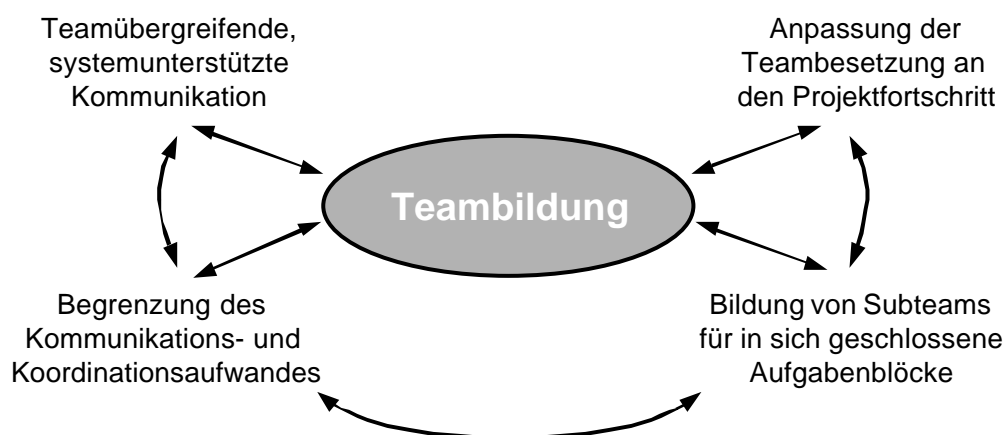 Teamübergreifende,
systemunterstützte
Kommunikation
Anpassung der
Teambesetzung an
den Projektfortschritt
Teambildung
Begrenzung des
Kommunikations- und
Koordinationsaufwandes
Bildung von Subteams
für in sich geschlossene
Aufgabenblöcke